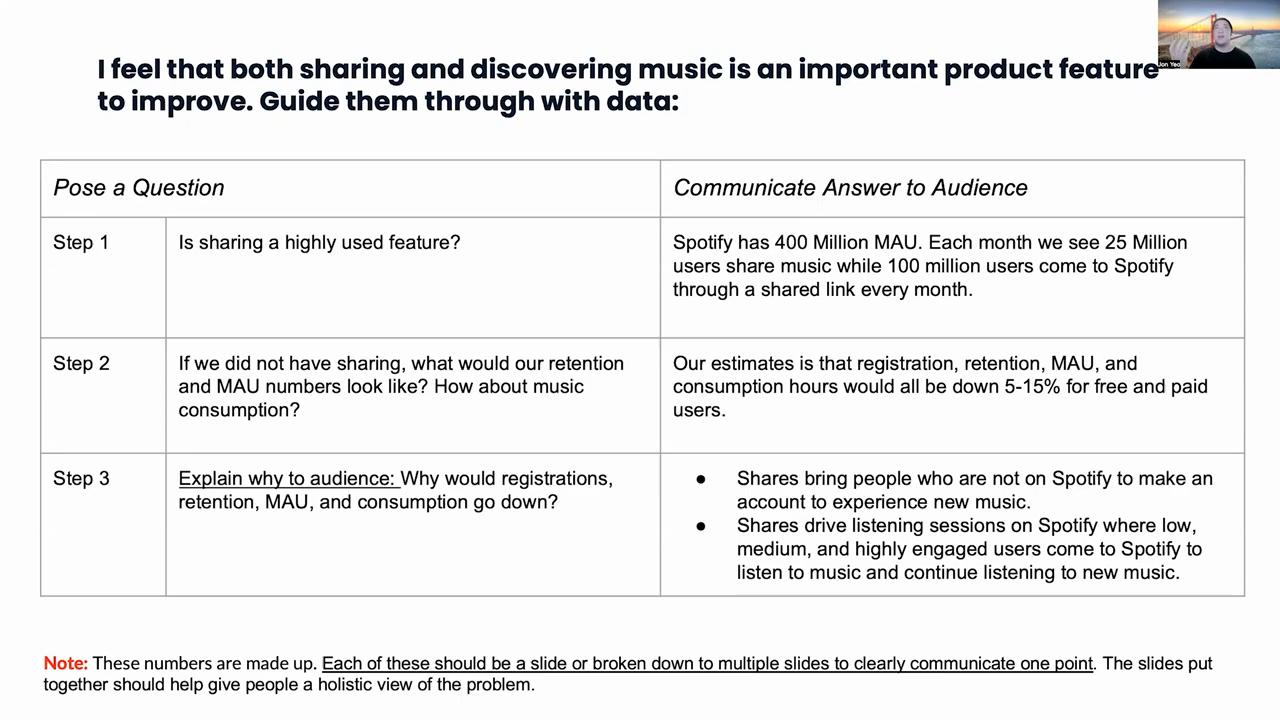 I feel that both sharing and discovering music is an important product feature
to improve. Guide them through with data:
Jon Yeo
Pose a Question
Communicate Answer to Audience
Step 1
Is sharing a highly used feature?
Spotify has 400 Million MAU. Each month we see 25 Million
users share music while 100 million users come to Spotify
through a shared link every month.
Step 2
If we did not have sharing, what would our retention
and MAU numbers look like? How about music
consumption?
Our estimates is that registration, retention, MAU, and
consumption hours would all be down 5-15% for free and paid
users.
Step 3
Explain why to audience: Why would registrations,
retention, MAU, and consumption go down?
● Shares bring people who are not on Spotify to make an
account to experience new music.
● Shares drive listening sessions on Spotify where low,
medium, and highly engaged users come to Spotify to
listen to music and continue listening to new music.
Note: These numbers are made up. Each of these should be a slide or broken down to multiple slides to clearly communicate one point. The slides put
together should help give people a holistic view of the problem.